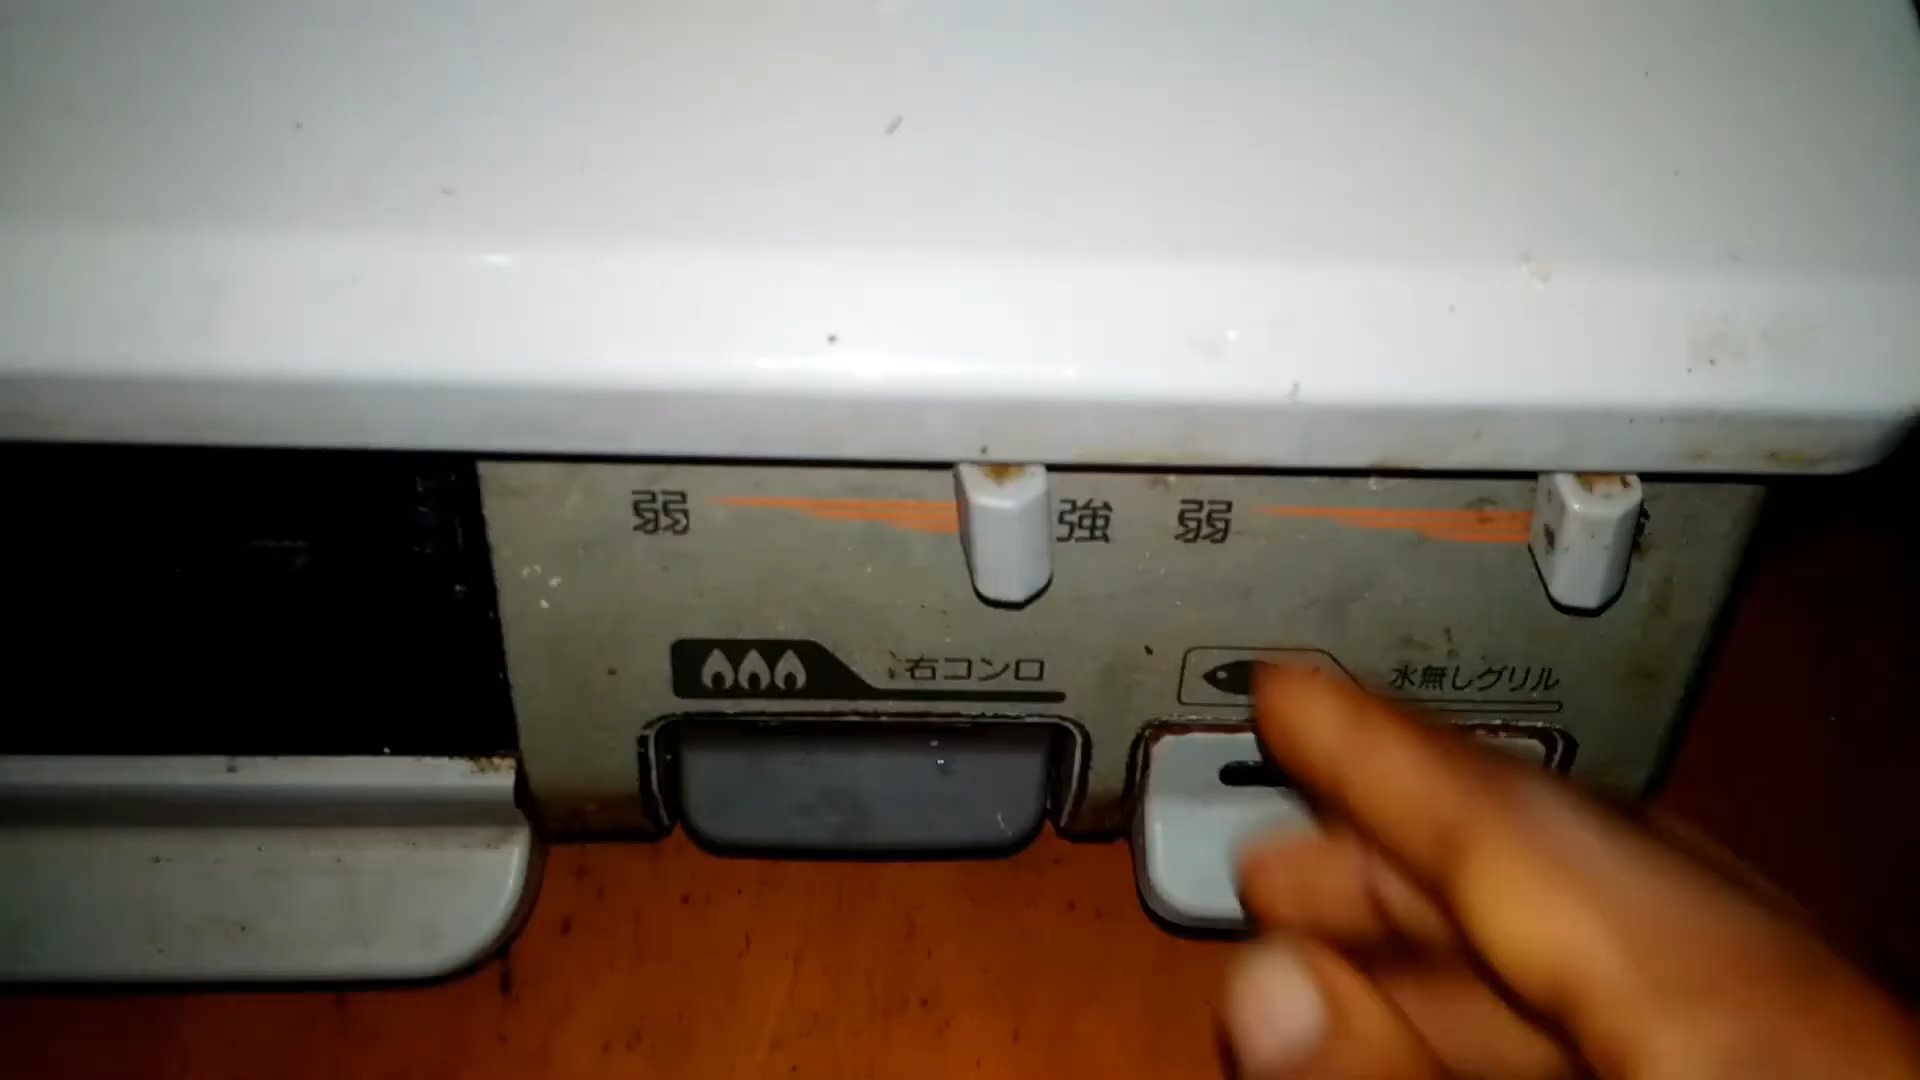 弱 強 弱
右コンロ 水無しグリル